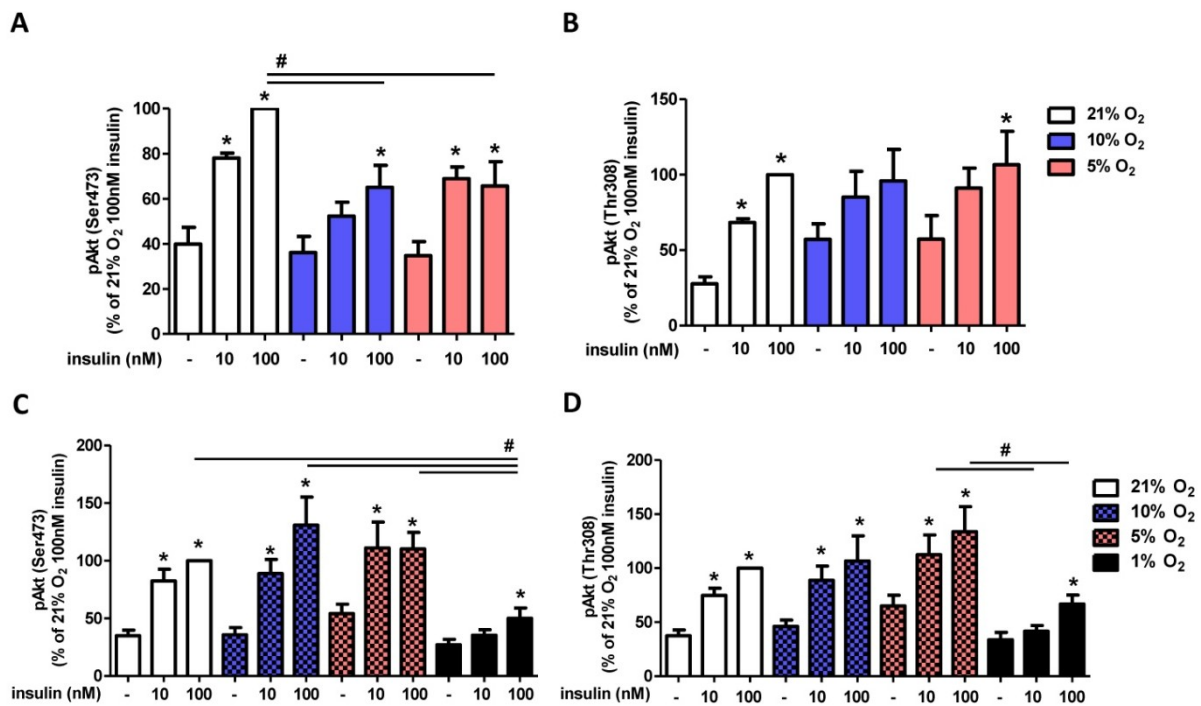 A
#
pAkt (Ser473)
(% of 21% O₂ 100nM insulin)
100
80
60
40
20
0
* * * * *
insulin (nM) - 10 100 - 10 100 - 10 100
B
pAkt (Thr308)
(% of 21% O₂ 100nM insulin)
150
100
50
0
* * *
insulin (nM) - 10 100 - 10 100 - 10 100
21% O₂
10% O₂
5% O₂
C
#
pAkt (Ser473)
(% of 21% O₂ 100nM insulin)
200
150
100
50
0
* * * * * * *
insulin (nM) - 10 100 - 10 100 - 10 100 - 10 100
D
#
pAkt (Thr308)
(% of 21% O₂ 100nM insulin)
200
150
100
50
0
* * * * * * *
insulin (nM) - 10 100 - 10 100 - 10 100 - 10 100
21% O₂
10% O₂
5% O₂
1% O₂